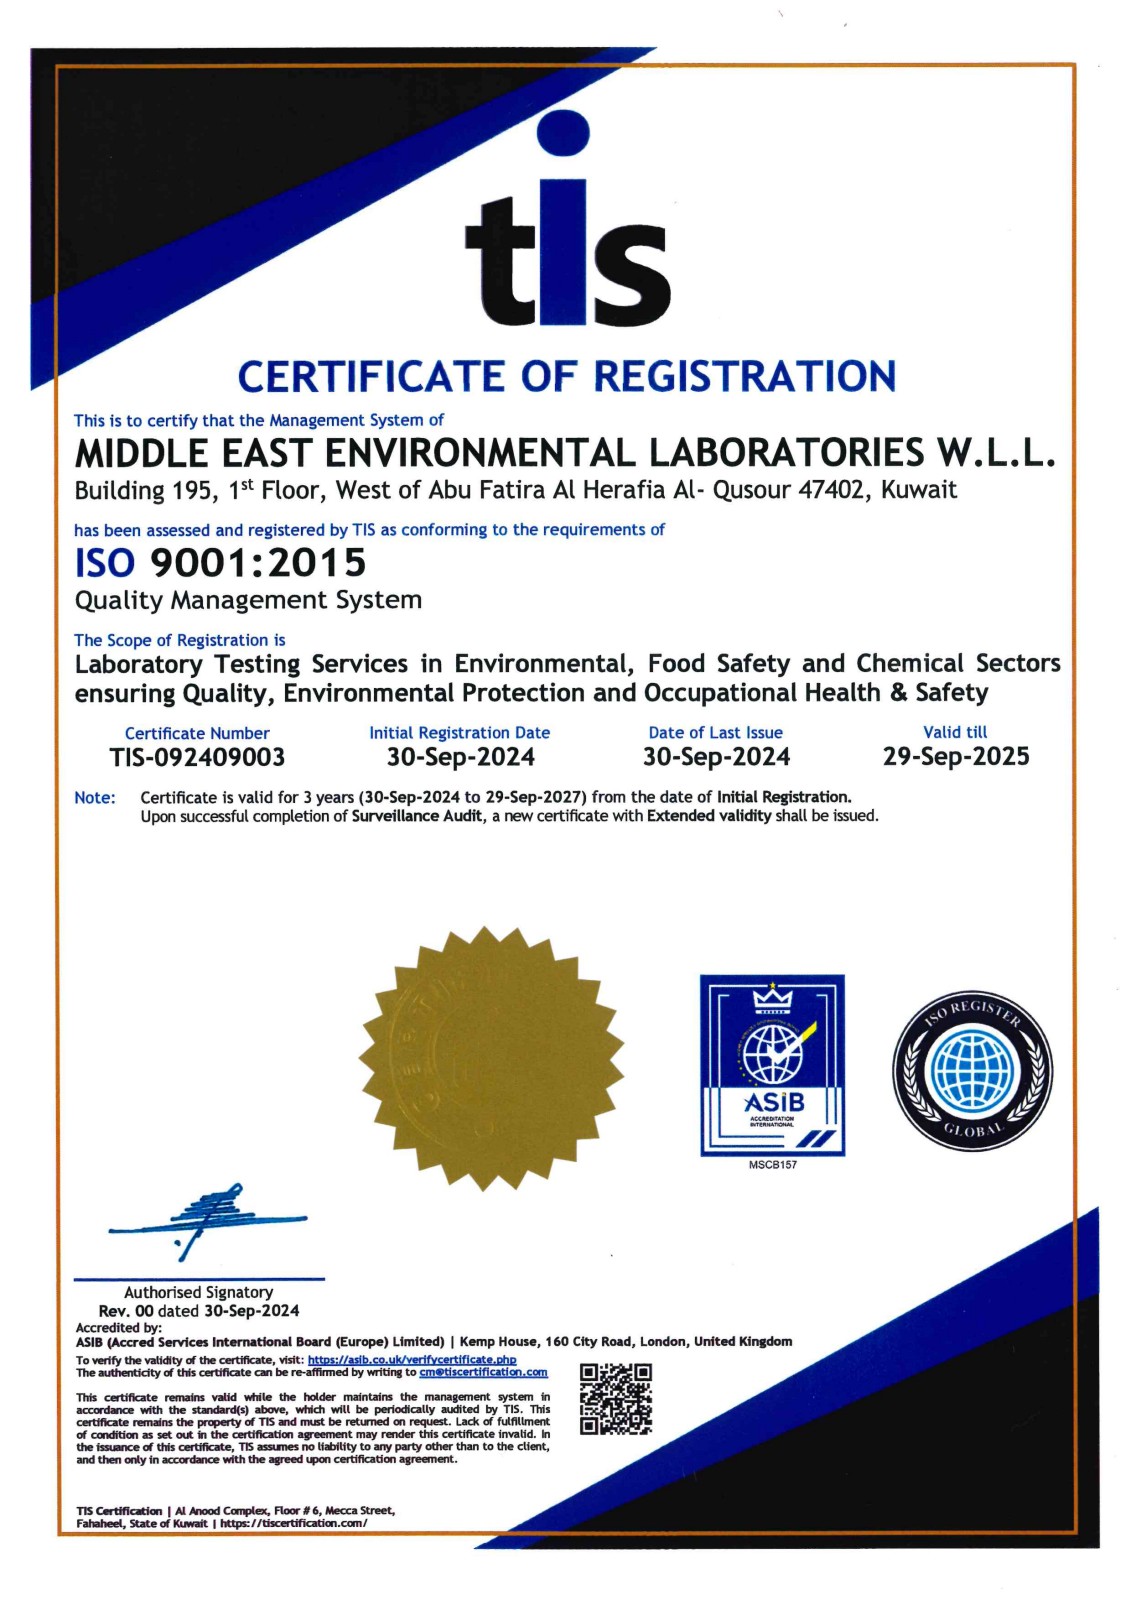 tis
CERTIFICATE OF REGISTRATION
This is to certify that the Management System of
MIDDLE EAST ENVIRONMENTAL LABORATORIES W.L.L.
Building 195, 1st Floor, West of Abu Fatira Al Herafia Al- Qusour 47402, Kuwait
has been assessed and registered by TIS as conforming to the requirements of
ISO 9001:2015
Quality Management System
The Scope of Registration is
Laboratory Testing Services in Environmental, Food Safety and Chemical Sectors
ensuring Quality, Environmental Protection and Occupational Health & Safety
Certificate Number Initial Registration Date Date of Last Issue Valid till
TIS-092409003 30-Sep-2024 30-Sep-2024 29-Sep-2025
Note: Certificate is valid for 3 years (30-Sep-2024 to 29-Sep-2027) from the date of Initial Registration.
Upon successful completion of Surveillance Audit, a new certificate with Extended validity shall be issued.
ASiB
ACCREDITATION
INTERNATIONAL
MSCB157
ISO REGISTER
GLOBAL
Authorised Signatory
Rev. 00 dated 30-Sep-2024
Accredited by:
ASIB (Accred Services International Board (Europe) Limited) | Kemp House, 160 City Road, London, United Kingdom
To verify the validity of the certificate, visit: https://asib.co.uk/verifycertificate.php
The authenticity of this certificate can be re-affirmed by writing to cm@tiscertification.com
This certificate remains valid while the holder maintains the management system in
accordance with the standard(s) above, which will be periodically audited by TIS. This
certificate remains the property of TIS and must be returned on request. Lack of fulfillment
of condition as set out in the certification agreement may render this certificate invalid. In
the issuance of this certificate, TIS assumes no liability to any party other than to the client,
and then only in accordance with the agreed upon certification agreement.
TIS Certification | Al Anood Complex, Floor # 6, Mecca Street,
Fahaheel, State of Kuwait | https://tiscertification.com/